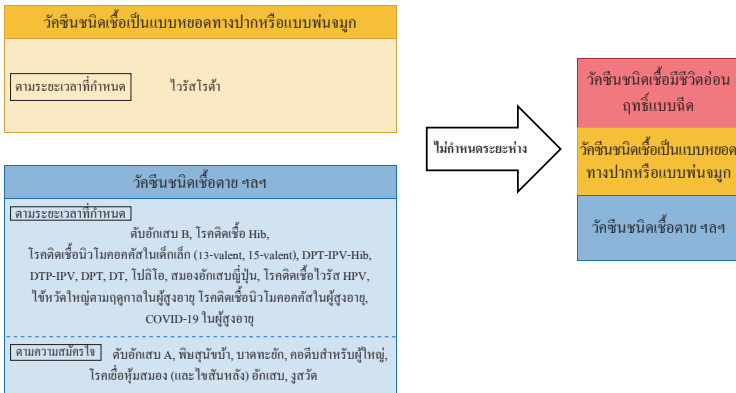 วัคซีนชนิดเชื้อเป็นแบบหยอดทางปากหรือแบบพ่นจมูก
ตามระยะเวลาที่กำหนด ไวรัสโรต้า
วัคซีนชนิดเชื้อตาย ฯลฯ
ตามระยะเวลาที่กำหนด
ตับอักเสบ B, โรคติดเชื้อ Hib,
โรคติดเชื้อนิวโมคอคคัสในเด็กเล็ก (13-valent, 15-valent), DPT-IPV-Hib,
DTP-IPV, DPT, DT, โปลิโอ, สมองอักเสบญี่ปุ่น, โรคติดเชื้อไวรัส HPV,
ไข้หวัดใหญ่ตามฤดูกาลในผู้สูงอายุ โรคติดเชื้อนิวโมคอคคัสในผู้สูงอายุ,
COVID-19 ในผู้สูงอายุ
ตามความสมัครใจ ตับอักเสบ A, พิษสุนัขบ้า, บาดทะยัก, คอตีบสำหรับผู้ใหญ่,
โรคเยื่อหุ้มสมอง (และไขสันหลัง) อักเสบ, งูสวัด
ไม่กำหนดระยะห่าง
วัคซีนชนิดเชื้อมีชีวิตอ่อน
ฤทธิ์แบบฉีด
วัคซีนชนิดเชื้อเป็นแบบหยอด
ทางปากหรือแบบพ่นจมูก
วัคซีนชนิดเชื้อตาย ฯลฯ